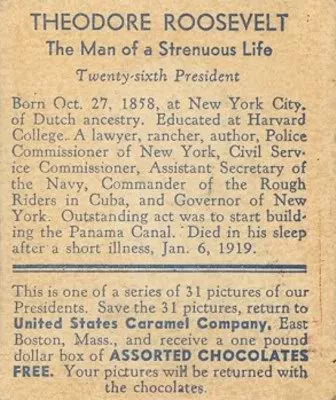 THEODORE ROOSEVELT
The Man of a Strenuous Life
Twenty-sixth President
Born Oct. 27, 1858, at New York City,
of Dutch ancestry. Educated at Harvard
College. A lawyer, rancher, author, Police
Commissioner of New York, Civil Serv-
ice Commissioner, Assistant Secretary of
the Navy, Commander of the Rough
Riders in Cuba, and Governor of New
York. Outstanding act was to start build-
ing the Panama Canal. Died in his sleep
after a short illness, Jan. 6, 1919.
This is one of a series of 31 pictures of our
Presidents. Save the 31 pictures, return to
United States Caramel Company, East
Boston, Mass., and receive a one pound
dollar box of ASSORTED CHOCOLATES
FREE. Your pictures will be returned with
the chocolates.